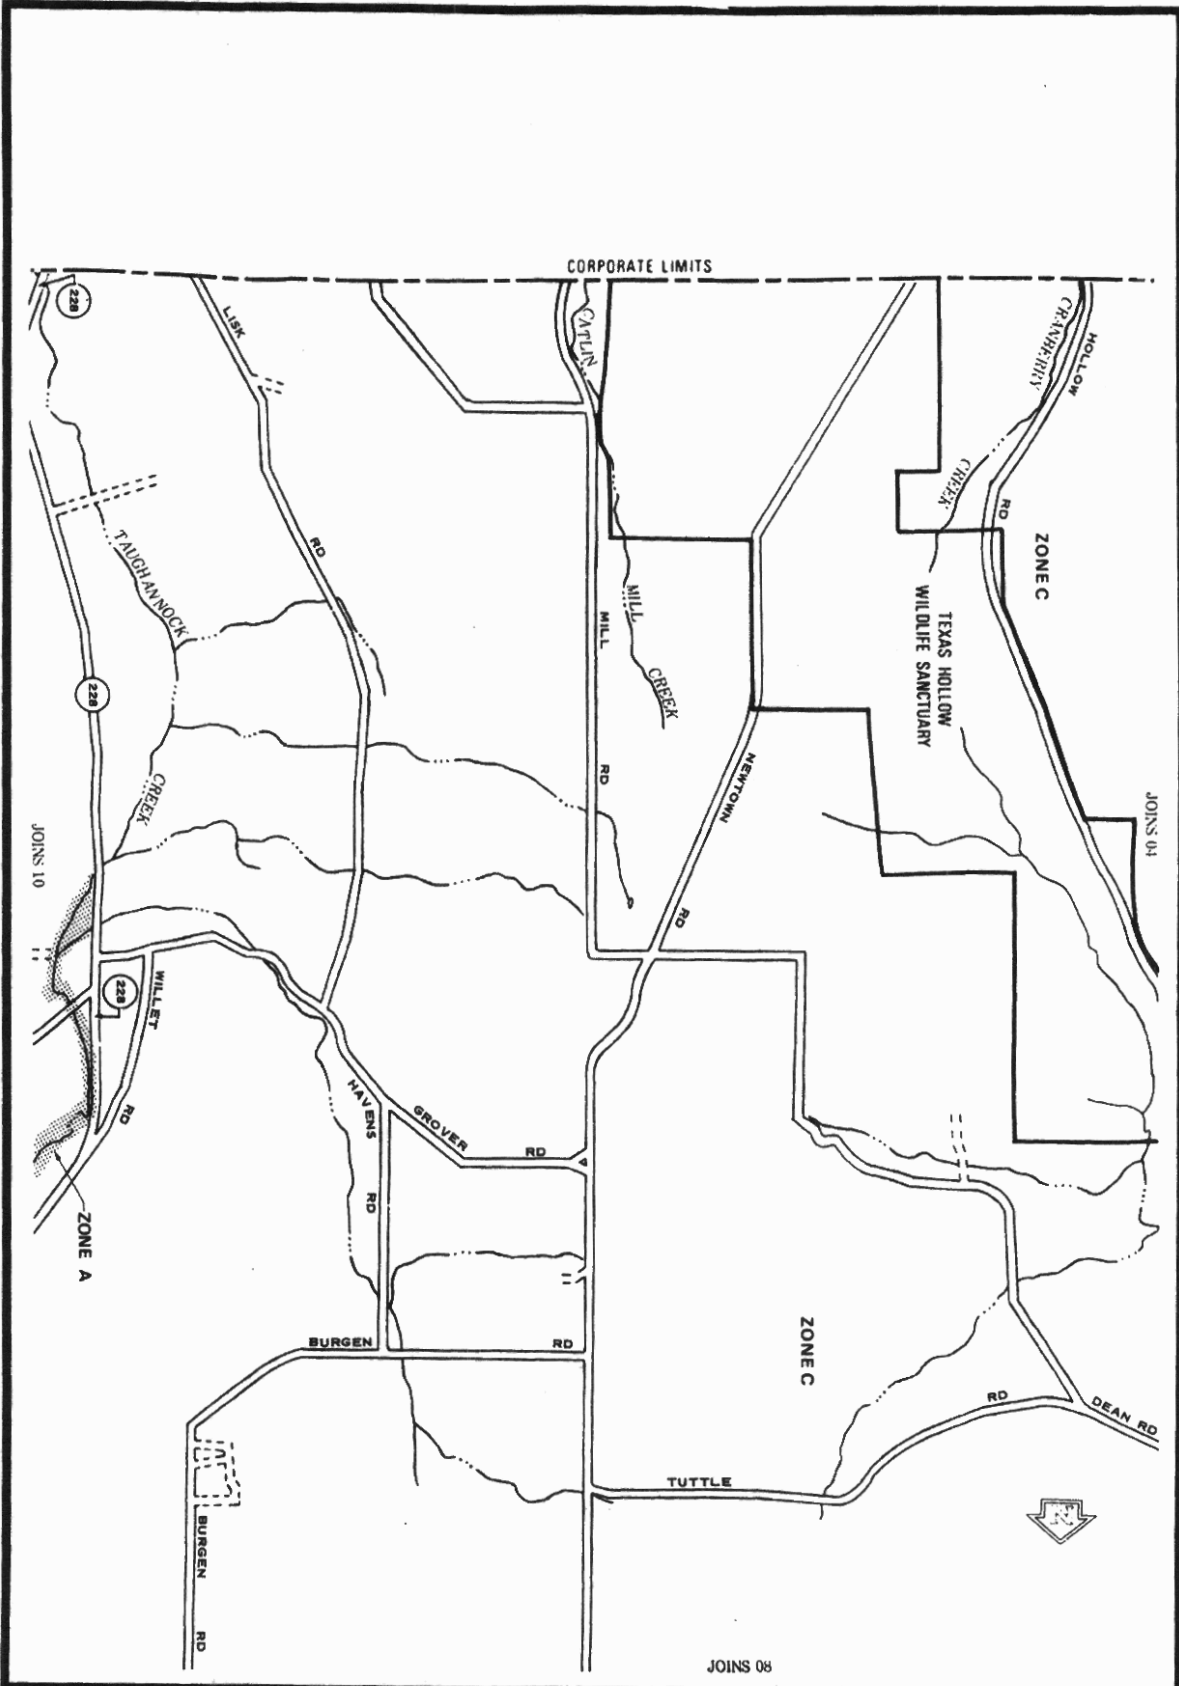 CORPORATE LIMITS
228
LISK
RD
CATLIN
MILL
CREEK
CRANBERRY
CREEK
HOLLOW
RD
ZONE C
TEXAS HOLLOW
WILDLIFE SANCTUARY
JOINS 04
TAUGHANNOCK
CREEK
228
MILL
RD
NEWTOWN
RD
JOINS 10
228
WILLET
RD
ZONE A
HAVENS
RD
GROVER
RD
BURGEN
RD
ZONE C
DEAN RD
RD
TUTTLE
N
BURGEN
RD
JOINS 08